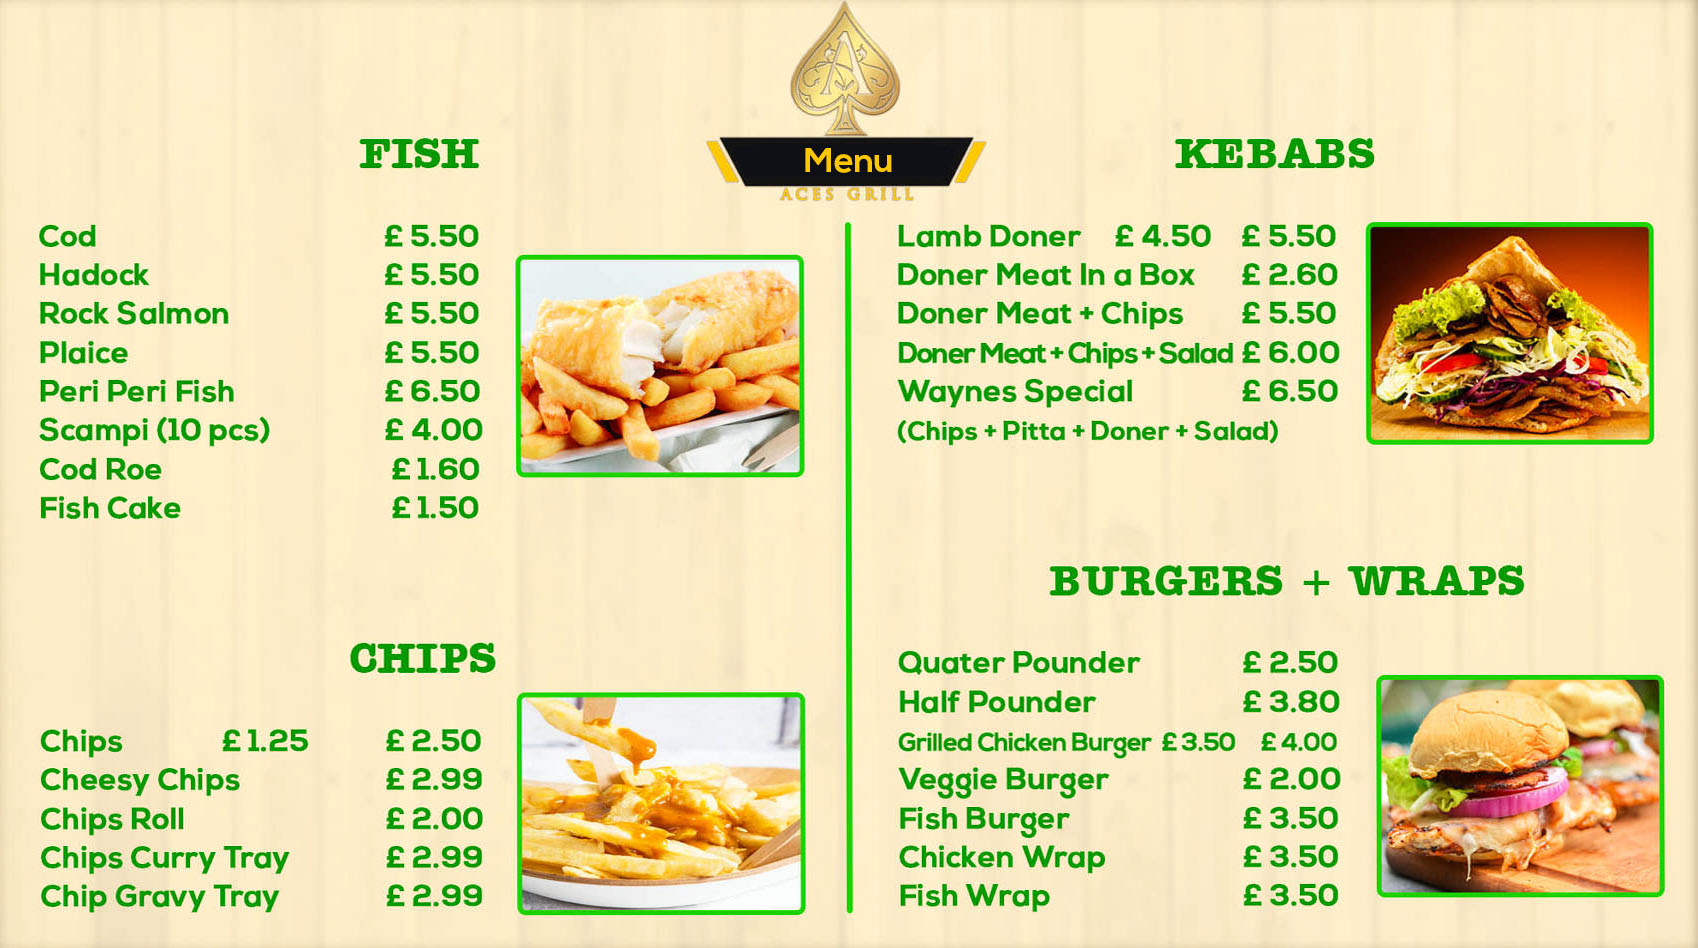 A
Menu
ACES GRILL
FISH
Cod £ 5.50
Hadock £ 5.50
Rock Salmon £ 5.50
Plaice £ 5.50
Peri Peri Fish £ 6.50
Scampi (10 pcs) £ 4.00
Cod Roe £ 1.60
Fish Cake £ 1.50
CHIPS
Chips £ 1.25 £ 2.50
Cheesy Chips £ 2.99
Chips Roll £ 2.00
Chips Curry Tray £ 2.99
Chip Gravy Tray £ 2.99
KEBABS
Lamb Doner £ 4.50 £ 5.50
Doner Meat In a Box £ 2.60
Doner Meat + Chips £ 5.50
Doner Meat + Chips + Salad £ 6.00
Waynes Special £ 6.50
(Chips + Pitta + Doner + Salad)
BURGERS + WRAPS
Quater Pounder £ 2.50
Half Pounder £ 3.80
Grilled Chicken Burger £ 3.50 £ 4.00
Veggie Burger £ 2.00
Fish Burger £ 3.50
Chicken Wrap £ 3.50
Fish Wrap £ 3.50